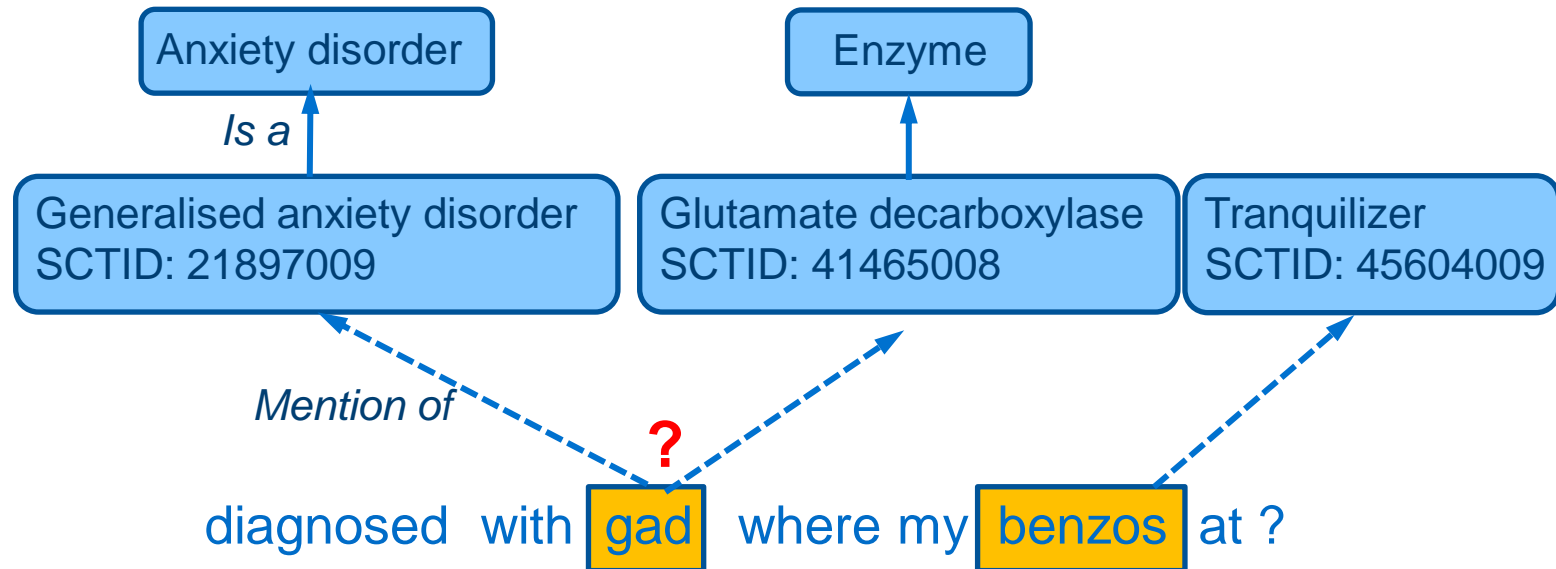 Anxiety disorder
Enzyme
Is a
Generalised anxiety disorder
SCTID: 21897009
Glutamate decarboxylase
SCTID: 41465008
Tranquilizer
SCTID: 45604009
Mention of
?
diagnosed with gad where my benzos at ?